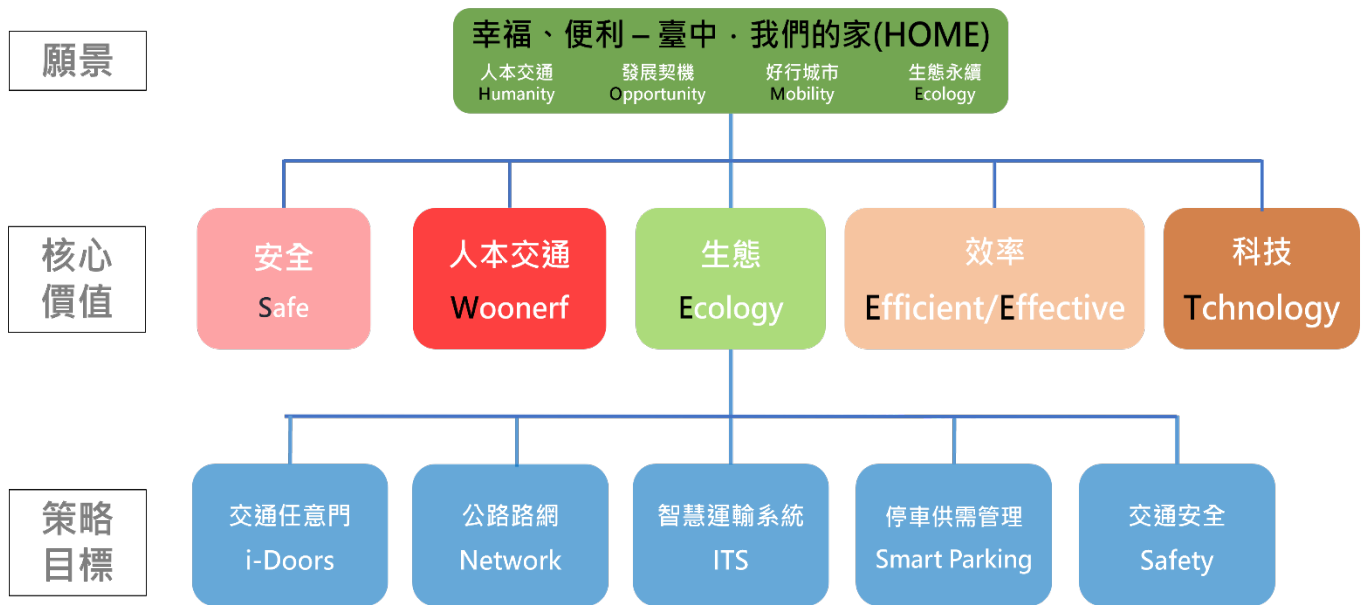 願景
幸福、便利 – 臺中．我們的家(HOME)
人本交通 發展契機 好行城市 生態永續
Humanity Opportunity Mobility Ecology
核心
價值
安全
Safe
人本交通
Woonerf
生態
Ecology
效率
Efficient/Effective
科技
Tchnology
策略
目標
交通任意門
i-Doors
公路路網
Network
智慧運輸系統
ITS
停車供需管理
Smart Parking
交通安全
Safety